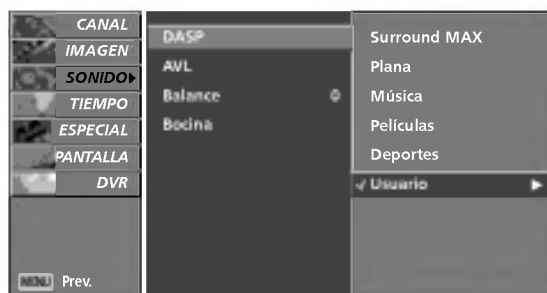 CANAL
IMAGEN
SONIDO
TIEMPO
ESPECIAL
PANTALLA
DVR
MENU Prev.
DASP
AVL
Balance 0
Bocina
Surround MAX
Plana
Música
Películas
Deportes
✓ Usuario ▶